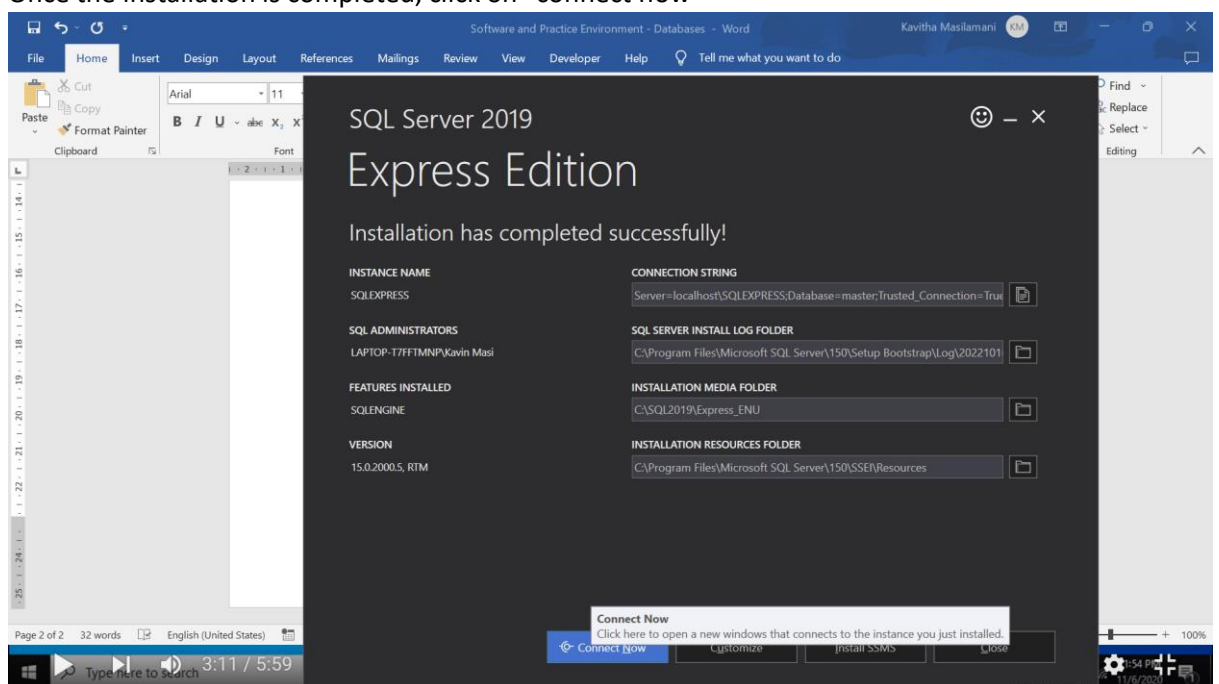 Once the installation is completed, click on "connect now"
Software and Practice Environment - Databases - Word
Kavitha Masilamani
KM
File Home Insert Design Layout References Mailings Review View Developer Help Tell me what you want to do
Paste
Cut
Copy
Format Painter
Clipboard
Arial 11
B I U abc X₂ X
Font
Find
Replace
Select
Editing
SQL Server 2019
Express Edition
Installation has completed successfully!
INSTANCE NAME
SQLEXPRESS
SQL ADMINISTRATORS
LAPTOP-T7FFTMNP\Kavin Masi
FEATURES INSTALLED
SQLENGINE
VERSION
15.0.2000.5, RTM
CONNECTION STRING
Server=localhost\SQLEXPRESS;Database=master;Trusted_Connection=True
SQL SERVER INSTALL LOG FOLDER
C:\Program Files\Microsoft SQL Server\150\Setup Bootstrap\Log\2022101
INSTALLATION MEDIA FOLDER
C:\SQL2019\Express_ENU
INSTALLATION RESOURCES FOLDER
C:\Program Files\Microsoft SQL Server\150\SSEI\Resources
Connect Now
Click here to open a new windows that connects to the instance you just installed.
Connect Now Customize Install SSMS Close
Page 2 of 2 32 words English (United States)
100%
Type here to search
3:11 / 5:59
1:54 PM
11/6/2020